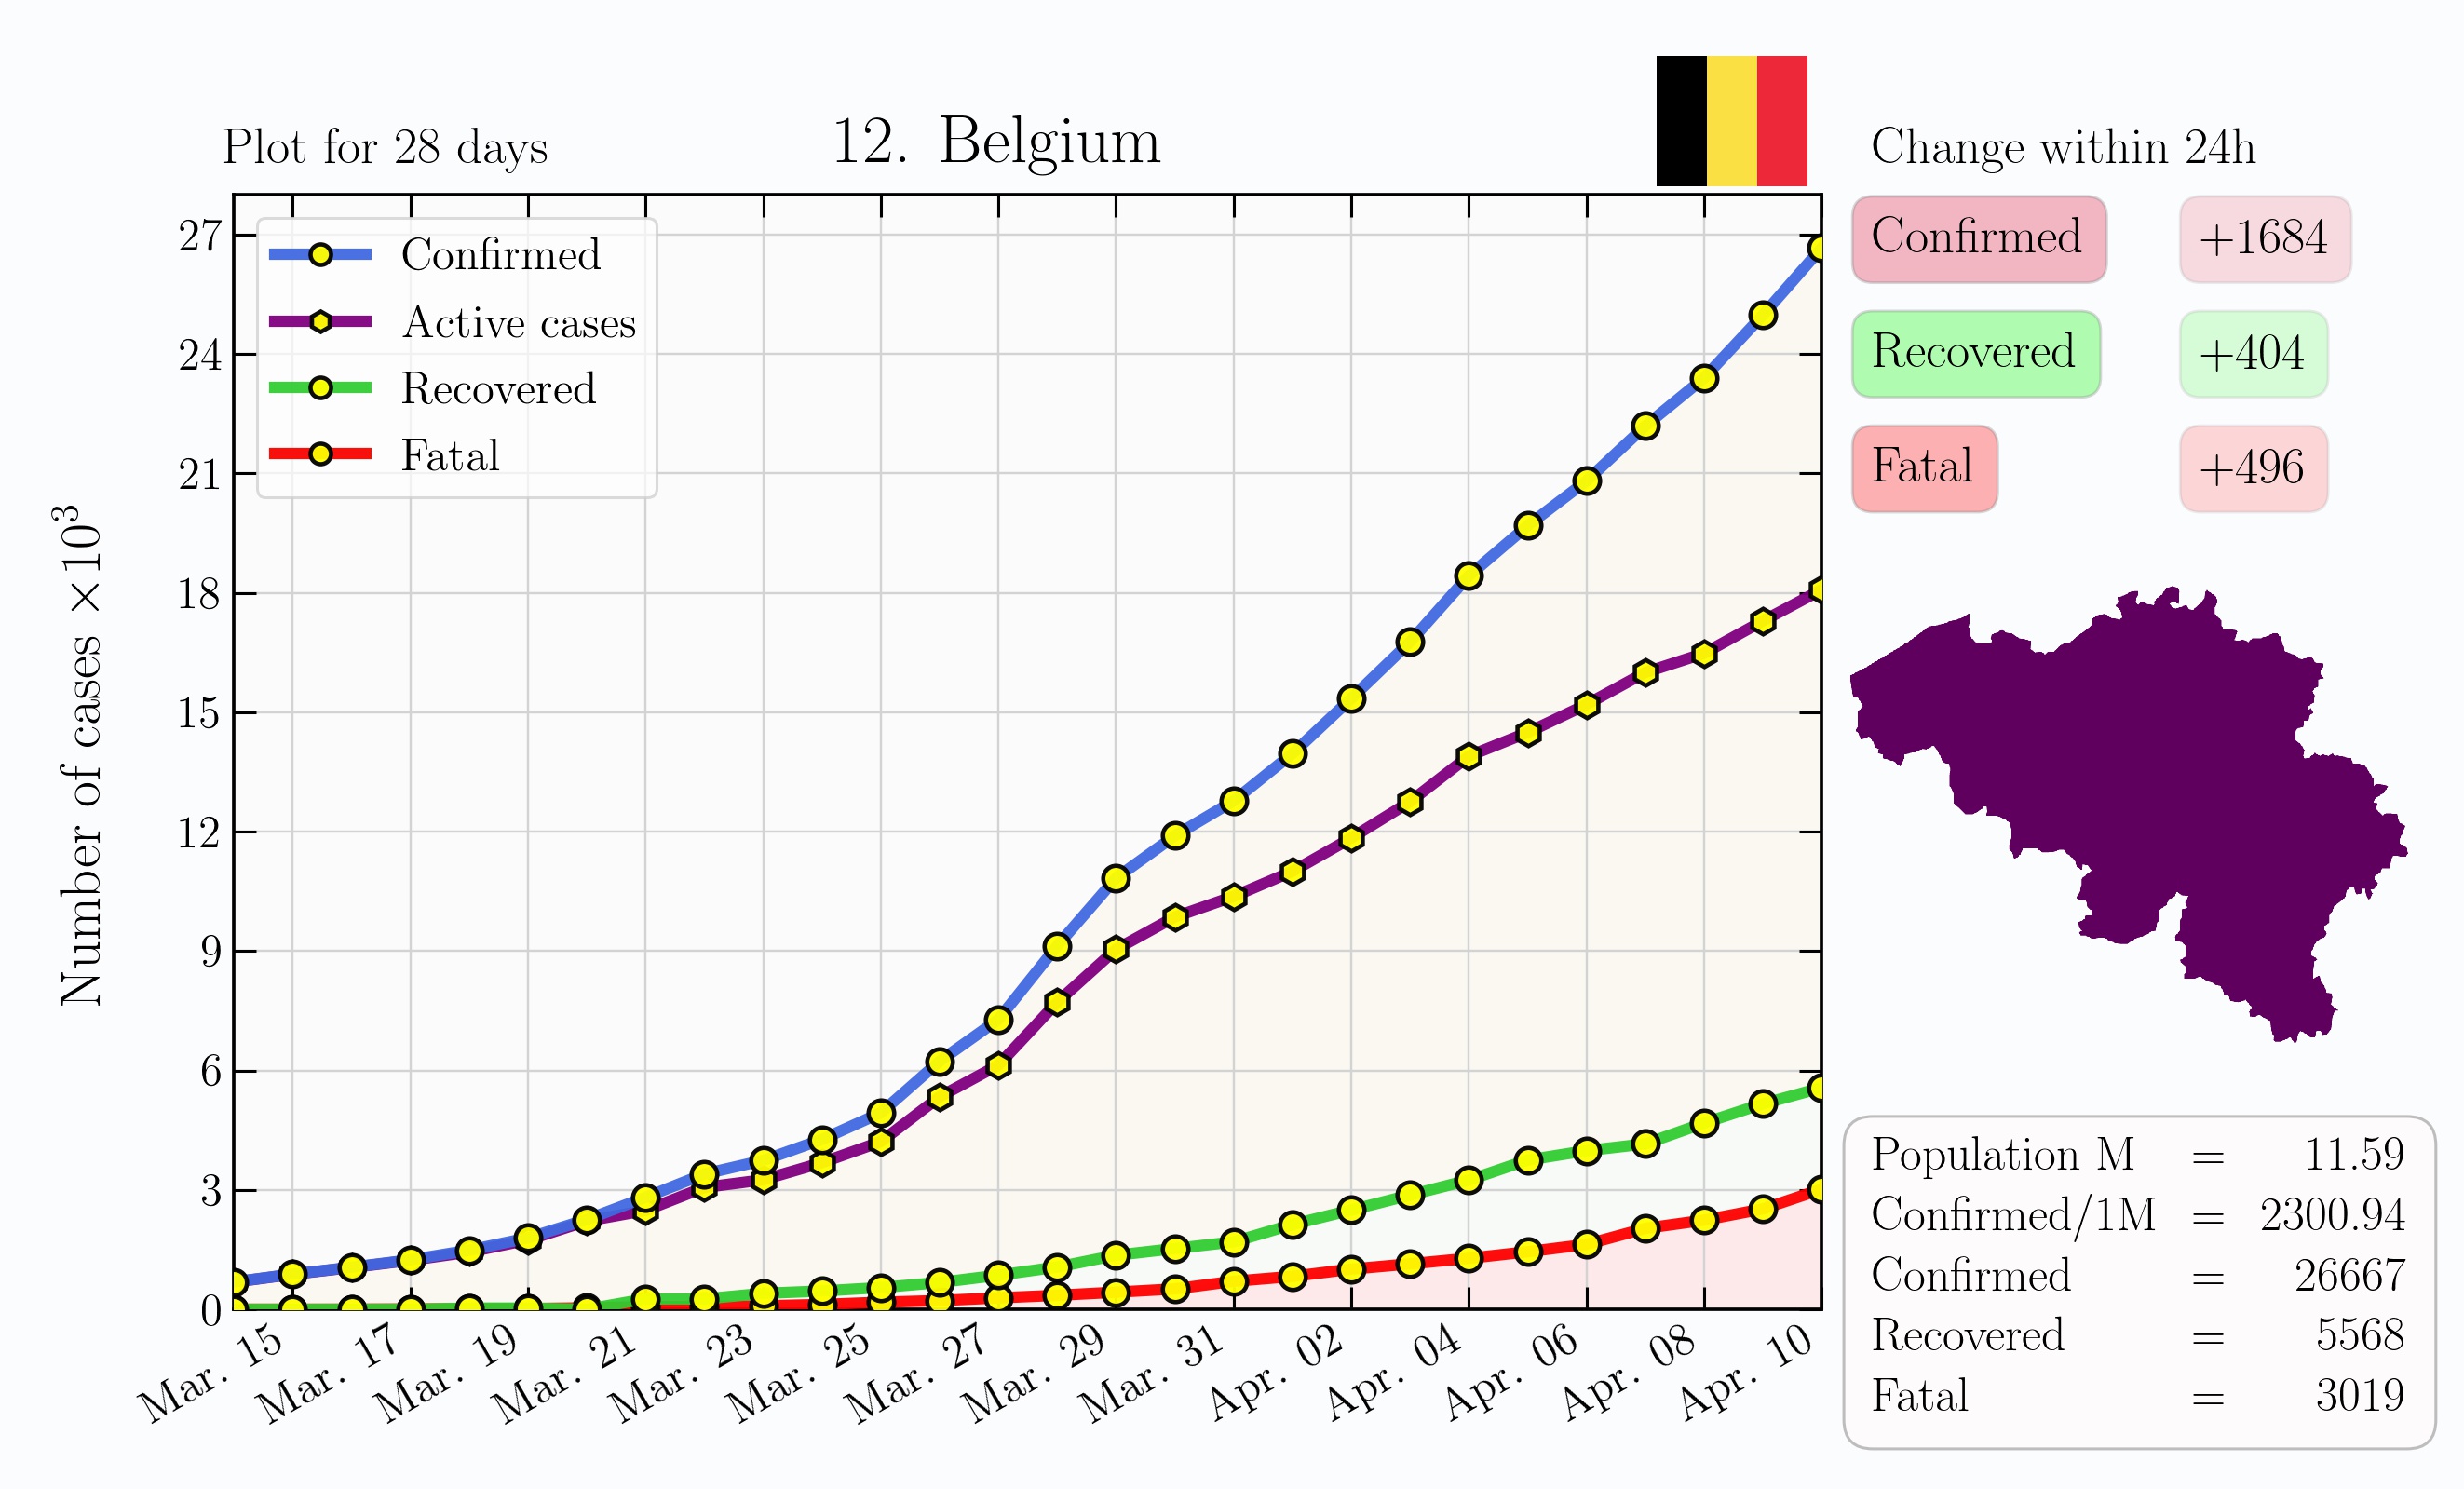 Plot for 28 days
12. Belgium
Change within 24h
Confirmed +1684
Recovered +404
Fatal +496
Confirmed
Active cases
Recovered
Fatal
Number of cases ×10³
27
24
21
18
15
12
9
6
3
0
Mar. 15
Mar. 17
Mar. 19
Mar. 21
Mar. 23
Mar. 25
Mar. 27
Mar. 29
Mar. 31
Apr. 02
Apr. 04
Apr. 06
Apr. 08
Apr. 10
Population M = 11.59
Confirmed/1M = 2300.94
Confirmed = 26667
Recovered = 5568
Fatal = 3019